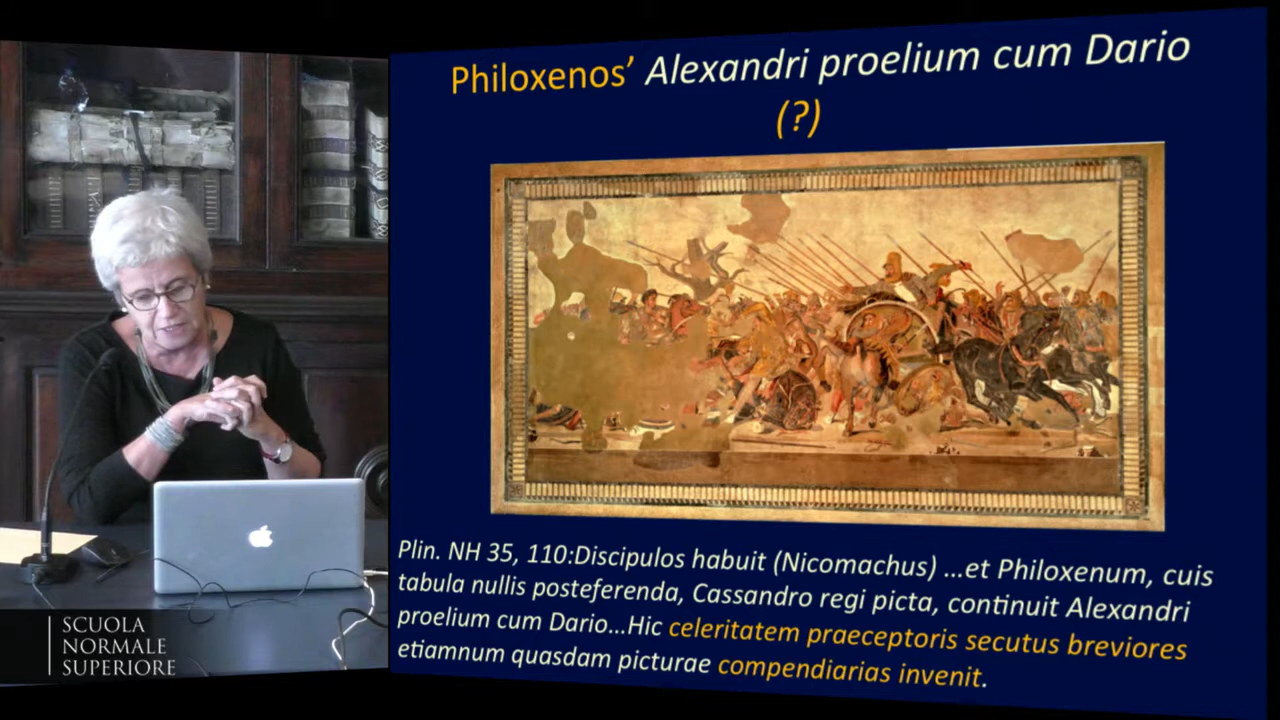 Philoxenos' Alexandri proelium cum Dario
(?)
Plin. NH 35, 110:Discipulos habuit (Nicomachus) ...et Philoxenum, cuis
tabula nullis posteferenda, Cassandro regi picta, continuit Alexandri
proelium cum Dario...Hic celeritatem praeceptoris secutus breviores
etiamnum quasdam picturae compendiarias invenit.
SCUOLA
NORMALE
SUPERIORE